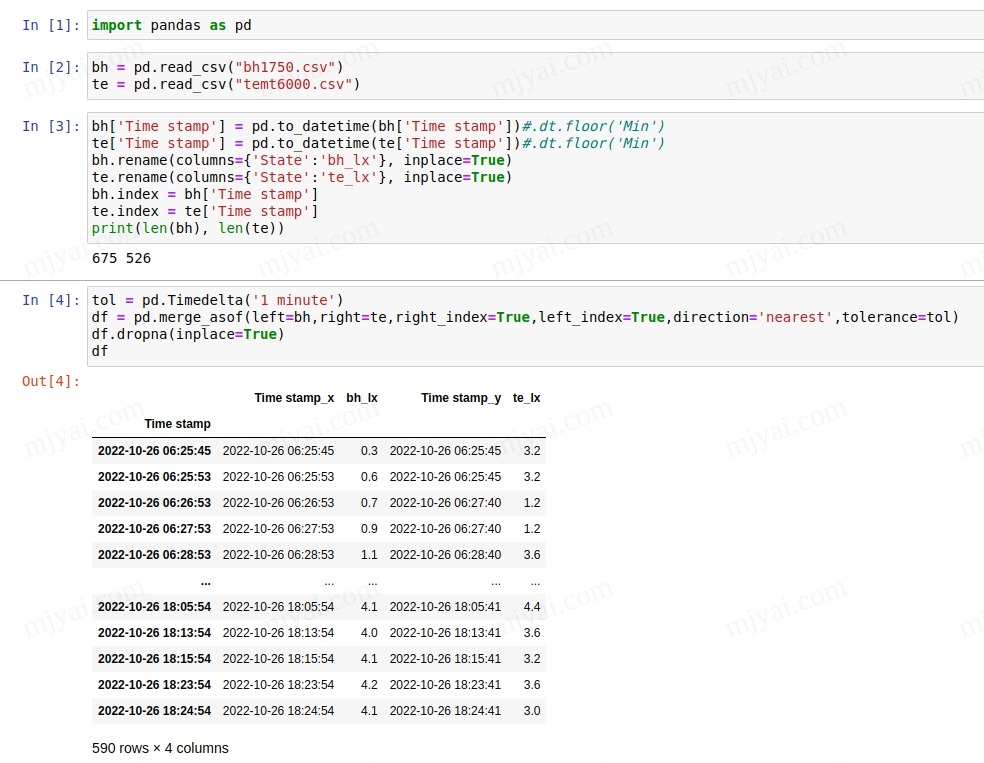 In [1]: import pandas as pd
In [2]: bh = pd.read_csv("bh1750.csv")
te = pd.read_csv("temt6000.csv")
In [3]: bh['Time stamp'] = pd.to_datetime(bh['Time stamp'])#.dt.floor('Min')
te['Time stamp'] = pd.to_datetime(te['Time stamp'])#.dt.floor('Min')
bh.rename(columns={'State':'bh_lx'}, inplace=True)
te.rename(columns={'State':'te_lx'}, inplace=True)
bh.index = bh['Time stamp']
te.index = te['Time stamp']
print(len(bh), len(te))
675 526
In [4]: tol = pd.Timedelta('1 minute')
df = pd.merge_asof(left=bh,right=te,right_index=True,left_index=True,direction='nearest',tolerance=tol)
df.dropna(inplace=True)
df
Out[4]:
Time stamp_x bh_lx Time stamp_y te_lx
Time stamp
2022-10-26 06:25:45 2022-10-26 06:25:45 0.3 2022-10-26 06:25:45 3.2
2022-10-26 06:25:53 2022-10-26 06:25:53 0.6 2022-10-26 06:25:45 3.2
2022-10-26 06:26:53 2022-10-26 06:26:53 0.7 2022-10-26 06:27:40 1.2
2022-10-26 06:27:53 2022-10-26 06:27:53 0.9 2022-10-26 06:27:40 1.2
2022-10-26 06:28:53 2022-10-26 06:28:53 1.1 2022-10-26 06:28:40 3.6
... ... ... ... ...
2022-10-26 18:05:54 2022-10-26 18:05:54 4.1 2022-10-26 18:05:41 4.4
2022-10-26 18:13:54 2022-10-26 18:13:54 4.0 2022-10-26 18:13:41 3.6
2022-10-26 18:15:54 2022-10-26 18:15:54 4.1 2022-10-26 18:15:41 3.2
2022-10-26 18:23:54 2022-10-26 18:23:54 4.2 2022-10-26 18:23:41 3.6
2022-10-26 18:24:54 2022-10-26 18:24:54 4.1 2022-10-26 18:24:41 3.0
590 rows × 4 columns
mjyai.com